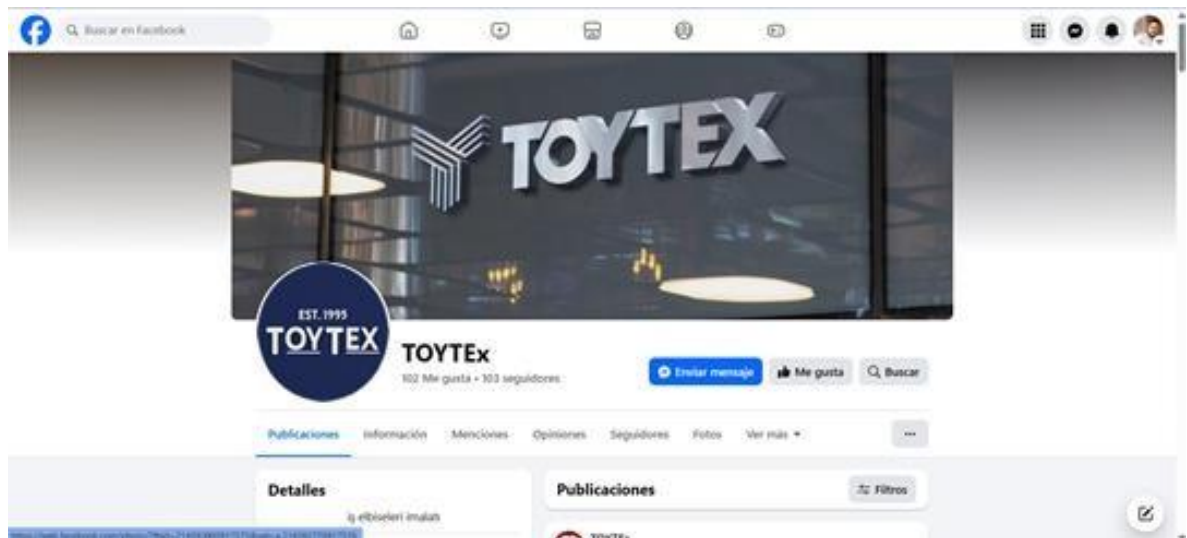 Buscar en Facebook
TOYTEX
EST. 1995
TOYTEX
TOYTEx
102 Me gusta • 103 seguidores
Enviar mensaje
Me gusta
Buscar
Publicaciones
Información
Menciones
Opiniones
Seguidores
Fotos
Ver más
Detalles
Publicaciones
Filtros
iş elbiseleri imalatı